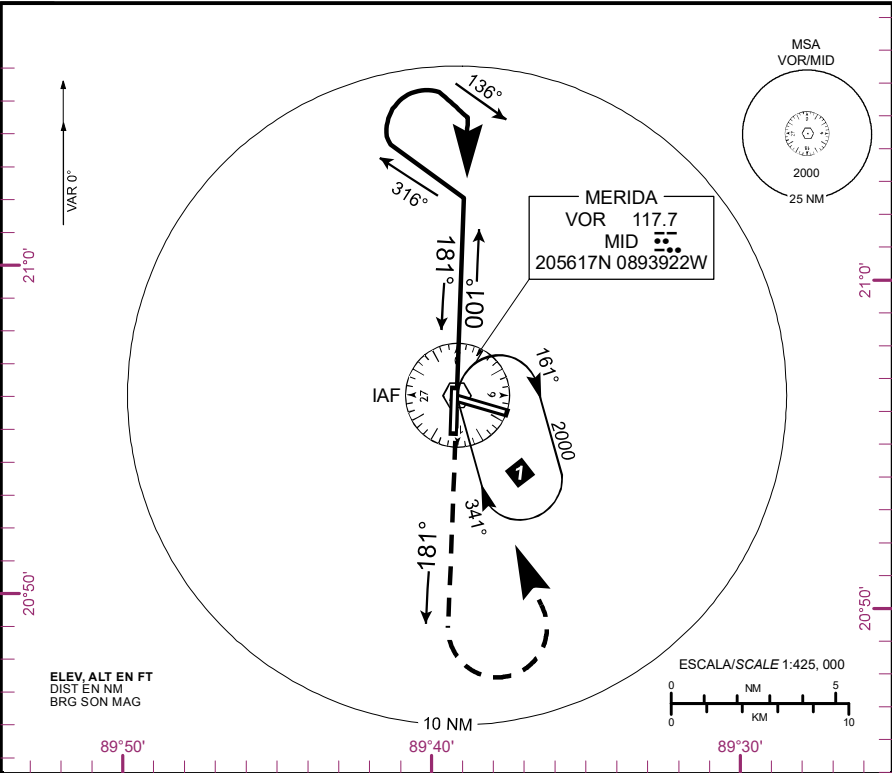 MSA
VOR/MID
2000
25 NM
136°
316°
VAR 0°
MERIDA
VOR 117.7
MID
205617N 0893922W
181°
001°
21°0'
21°0'
161°
IAF
27
9
2000
1
341°
181°
20°50'
20°50'
ELEV, ALT EN FT
DIST EN NM
BRG SON MAG
ESCALA/SCALE 1:425, 000
0 NM 5
0 KM 10
10 NM
89°50'
89°40'
89°30'